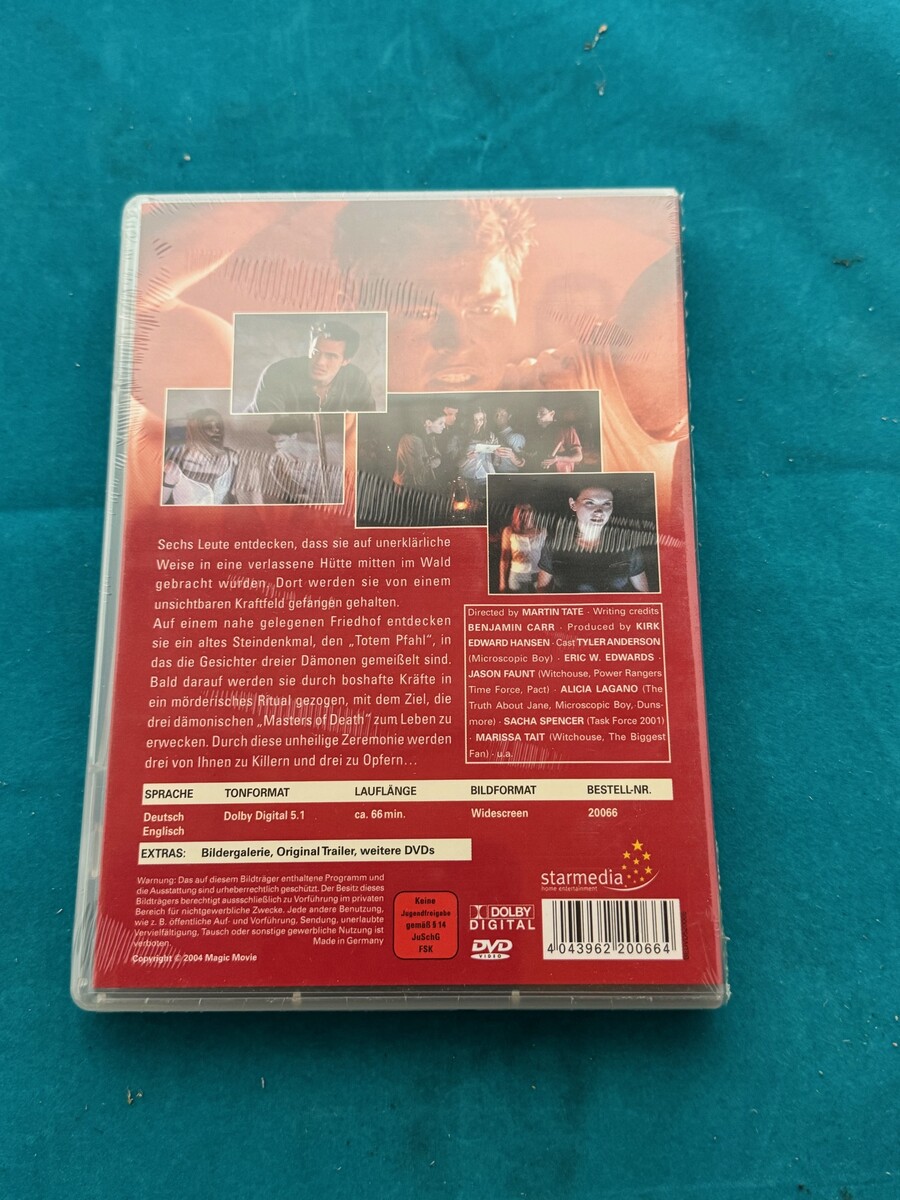 Sechs Leute entdecken, dass sie auf unerklärliche
Weise in eine verlassene Hütte mitten im Wald
gebracht wurden. Dort werden sie von einem
unsichtbaren Kraftfeld gefangen gehalten.
Auf einem nahe gelegenen Friedhof entdecken
sie ein altes Steindenkmal, den „Totem Pfahl“, in
das die Gesichter dreier Dämonen gemeißelt sind.
Bald darauf werden sie durch boshafte Kräfte in
ein mörderisches Ritual gezogen, mit dem Ziel, die
drei dämonischen „Masters of Death“ zum Leben zu
erwecken. Durch diese unheilige Zeremonie werden
drei von Ihnen zu Killern und drei zu Opfern…
Directed by MARTIN TATE · Writing credits
BENJAMIN CARR · Produced by KIRK
EDWARD HANSEN · Cast TYLER ANDERSON
(Microscopic Boy) · ERIC W. EDWARDS ·
JASON FAUNT (Witchouse, Power Rangers
Time Force, Pact) · ALICIA LAGANO (The
Truth About Jane, Microscopic Boy, Duns-
more) · SACHA SPENCER (Task Force 2001)
· MARISSA TAIT (Witchouse, The Biggest
Fan) · u.a.
SPRACHE TONFORMAT LAUFLÄNGE BILDFORMAT BESTELL-NR.
Deutsch Dolby Digital 5.1 ca. 66 min. Widescreen 20066
Englisch
EXTRAS: Bildergalerie, Original Trailer, weitere DVDs
Warnung: Das auf diesem Bildträger enthaltene Programm und
die Ausstattung sind urheberrechtlich geschützt. Der Besitz dieses
Bildträgers berechtigt ausschließlich zu Vorführung im privaten
Bereich für nichtgewerbliche Zwecke. Jede andere Benutzung,
wie z. B. öffentliche Auf- und Vorführung, Sendung, unerlaubte
Vervielfältigung, Tausch oder sonstige gewerbliche Nutzung ist
verboten. Made in Germany
Copyright © 2004 Magic Movie
Keine
Jugendfreigabe
gemäß § 14
JuSchG
FSK
DOLBY
DIGITAL
DVD
VIDEO
starmedia
home entertainment
4 043962 200664